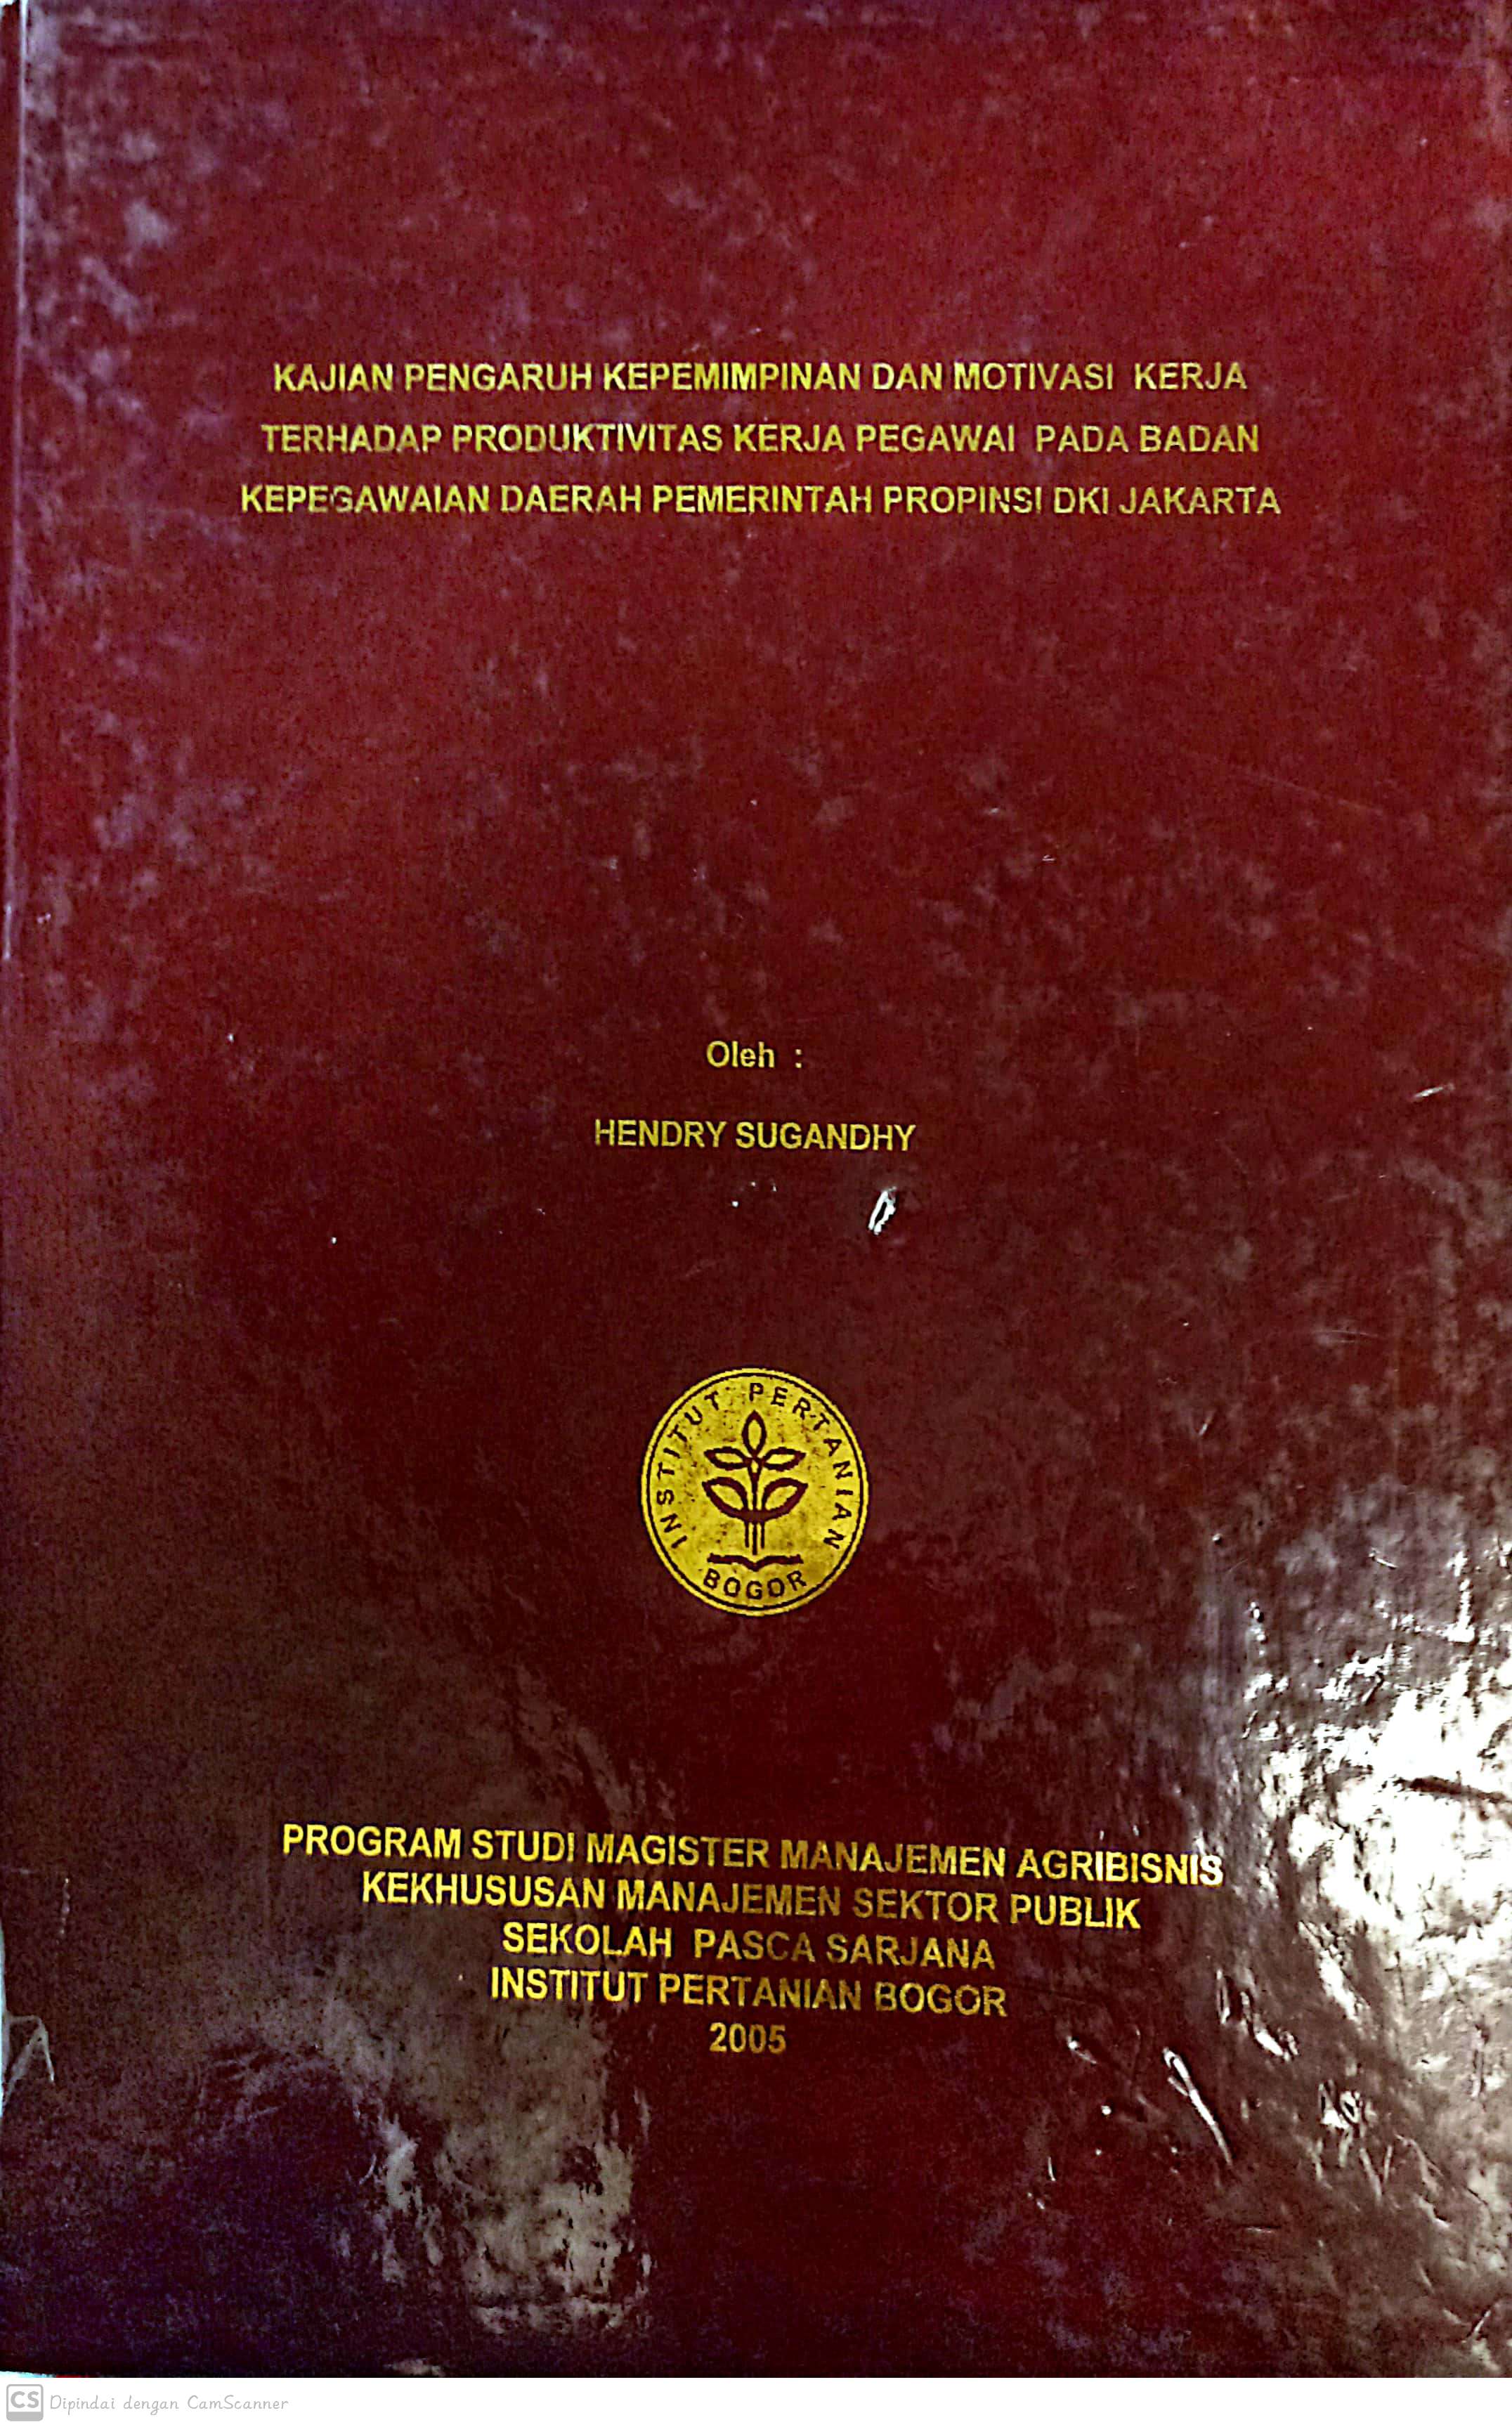 KAJIAN PENGARUH KEPEMIMPINAN DAN MOTIVASI KERJA
TERHADAP PRODUKTIVITAS KERJA PEGAWAI PADA BADAN
KEPEGAWAIAN DAERAH PEMERINTAH PROPINSI DKI JAKARTA
Oleh :
HENDRY SUGANDHY
INSTITUT PERTANIAN
BOGOR
PROGRAM STUDI MAGISTER MANAJEMEN AGRIBISNIS
KEKHUSUSAN MANAJEMEN SEKTOR PUBLIK
SEKOLAH PASCA SARJANA
INSTITUT PERTANIAN BOGOR
2005
CS Dipindai dengan CamScanner